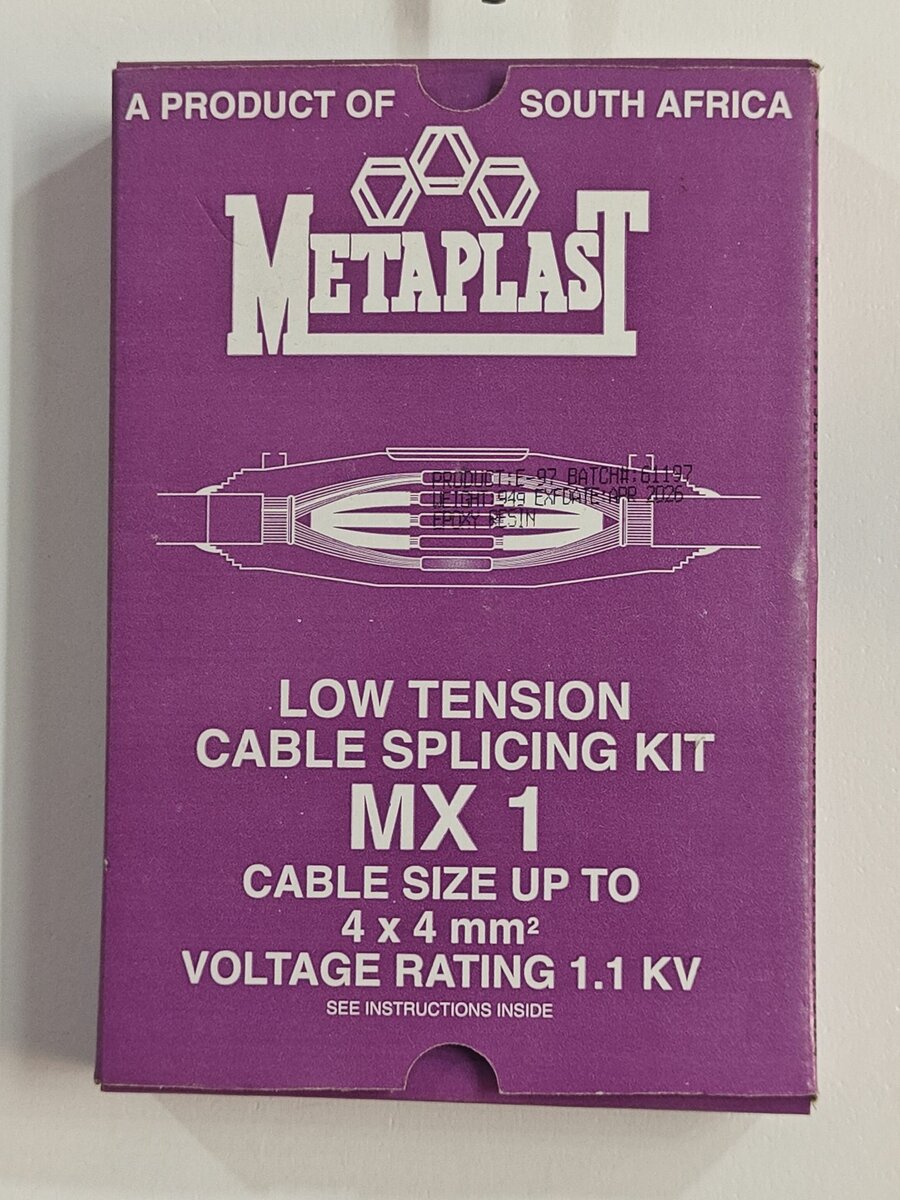 A PRODUCT OF SOUTH AFRICA
METAPLAST
PRODUCT:E-97 BATCH#:61197
WEIGHT 949 EXPDATE:APR 2026
EPOXY RESIN
LOW TENSION
CABLE SPLICING KIT
MX 1
CABLE SIZE UP TO
4 x 4 mm²
VOLTAGE RATING 1.1 KV
SEE INSTRUCTIONS INSIDE